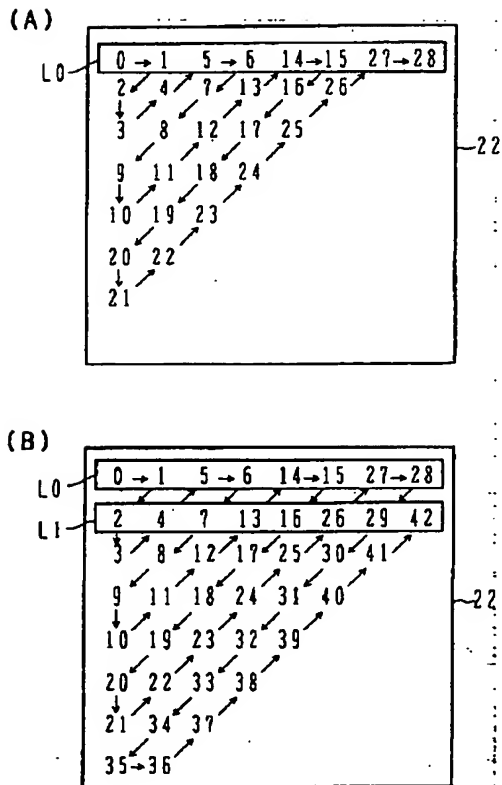 (A)
L0 0→1 5→6 14→15 27→28
2 4 7 13 16 26
3 8 12 17 25
22
9 11 18 24
10 19 23
20 22
21
(B)
L0 0→1 5→6 14→15 27→28
L1 2 4 7 13 16 26 29 42
3 8 12 17 25 30 41
9 11 18 24 31 40 22
10 19 23 32 39
20 22 33 38
21 34 37
35→36